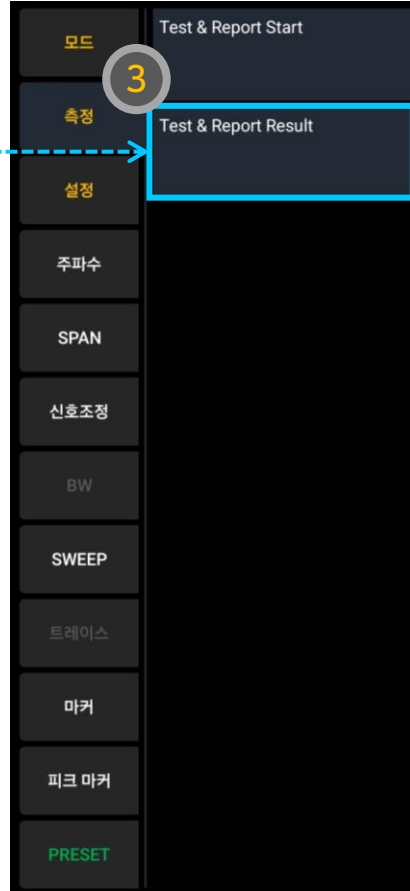 모드
측정
설정
주파수
SPAN
신호조정
BW
SWEEP
트레이스
마커
피크 마커
PRESET
Test & Report Start
3
Test & Report Result